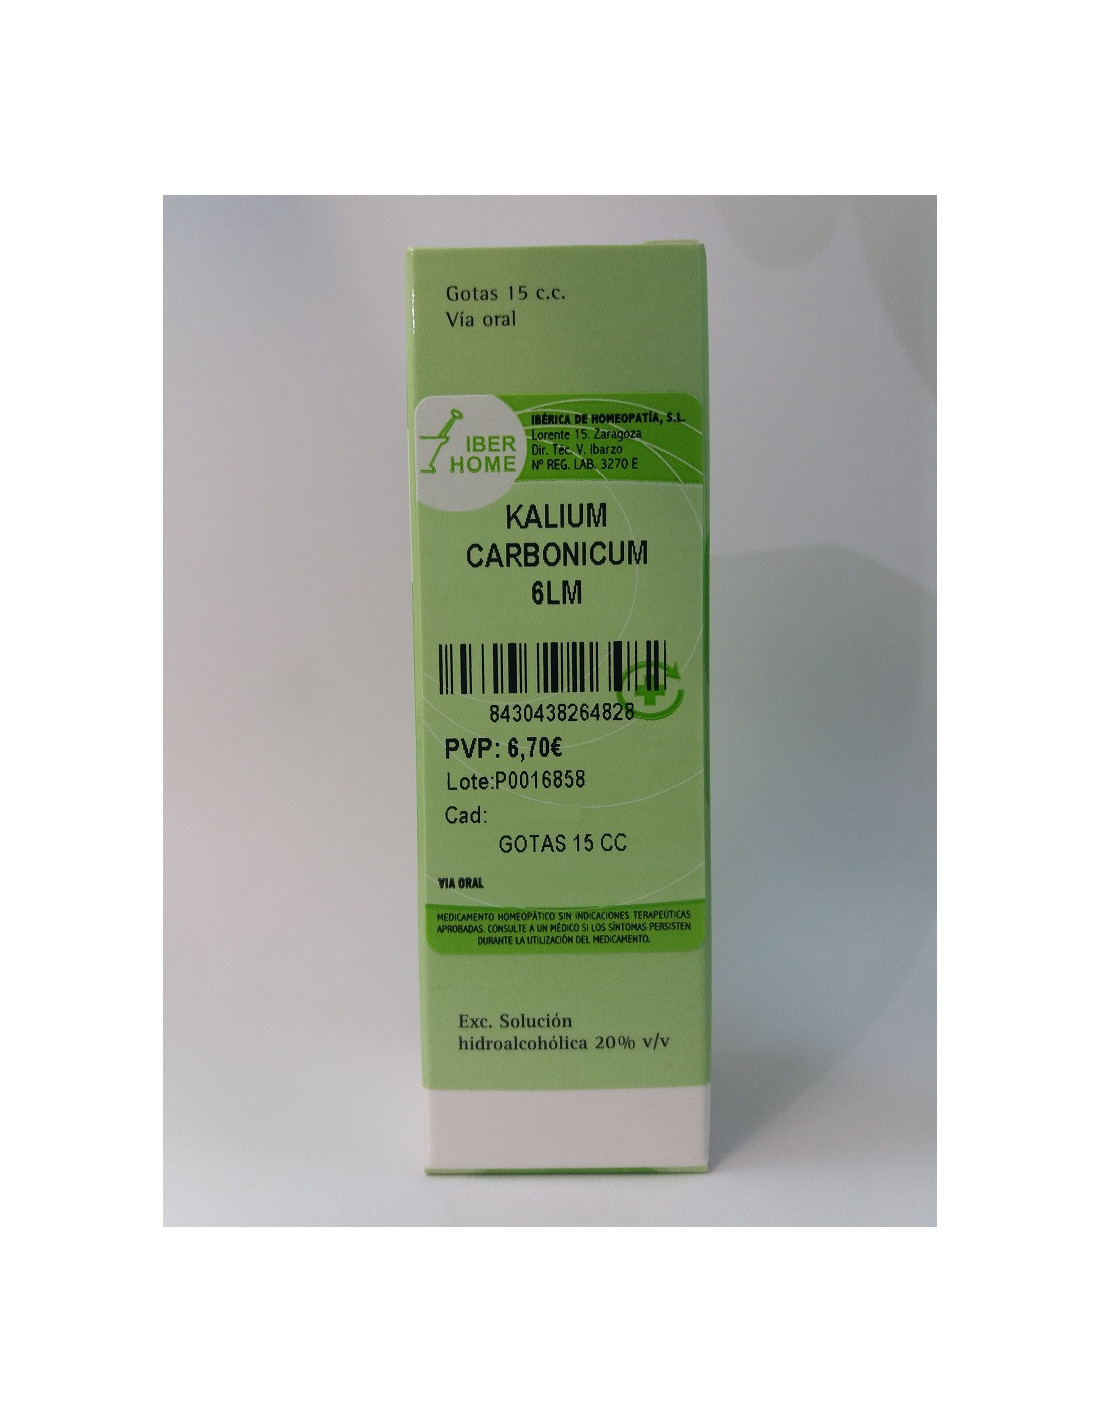 Gotas 15 c.c.
Vía oral
IBER
HOME
IBÉRICA DE HOMEOPATÍA, S.L.
Lorente 15. Zaragoza
Dir. Téc. V. Ibarzo
Nº REG. LAB. 3270 E
KALIUM
CARBONICUM
6LM
8430438264828
PVP: 6,70€
Lote:P0016858
Cad:
GOTAS 15 CC
VIA ORAL
MEDICAMENTO HOMEOPÁTICO SIN INDICACIONES TERAPEÚTICAS
APROBADAS. CONSULTE A UN MÉDICO SI LOS SÍNTOMAS PERSISTEN
DURANTE LA UTILIZACIÓN DEL MEDICAMENTO.
Exc. Solución
hidroalcohólica 20% v/v